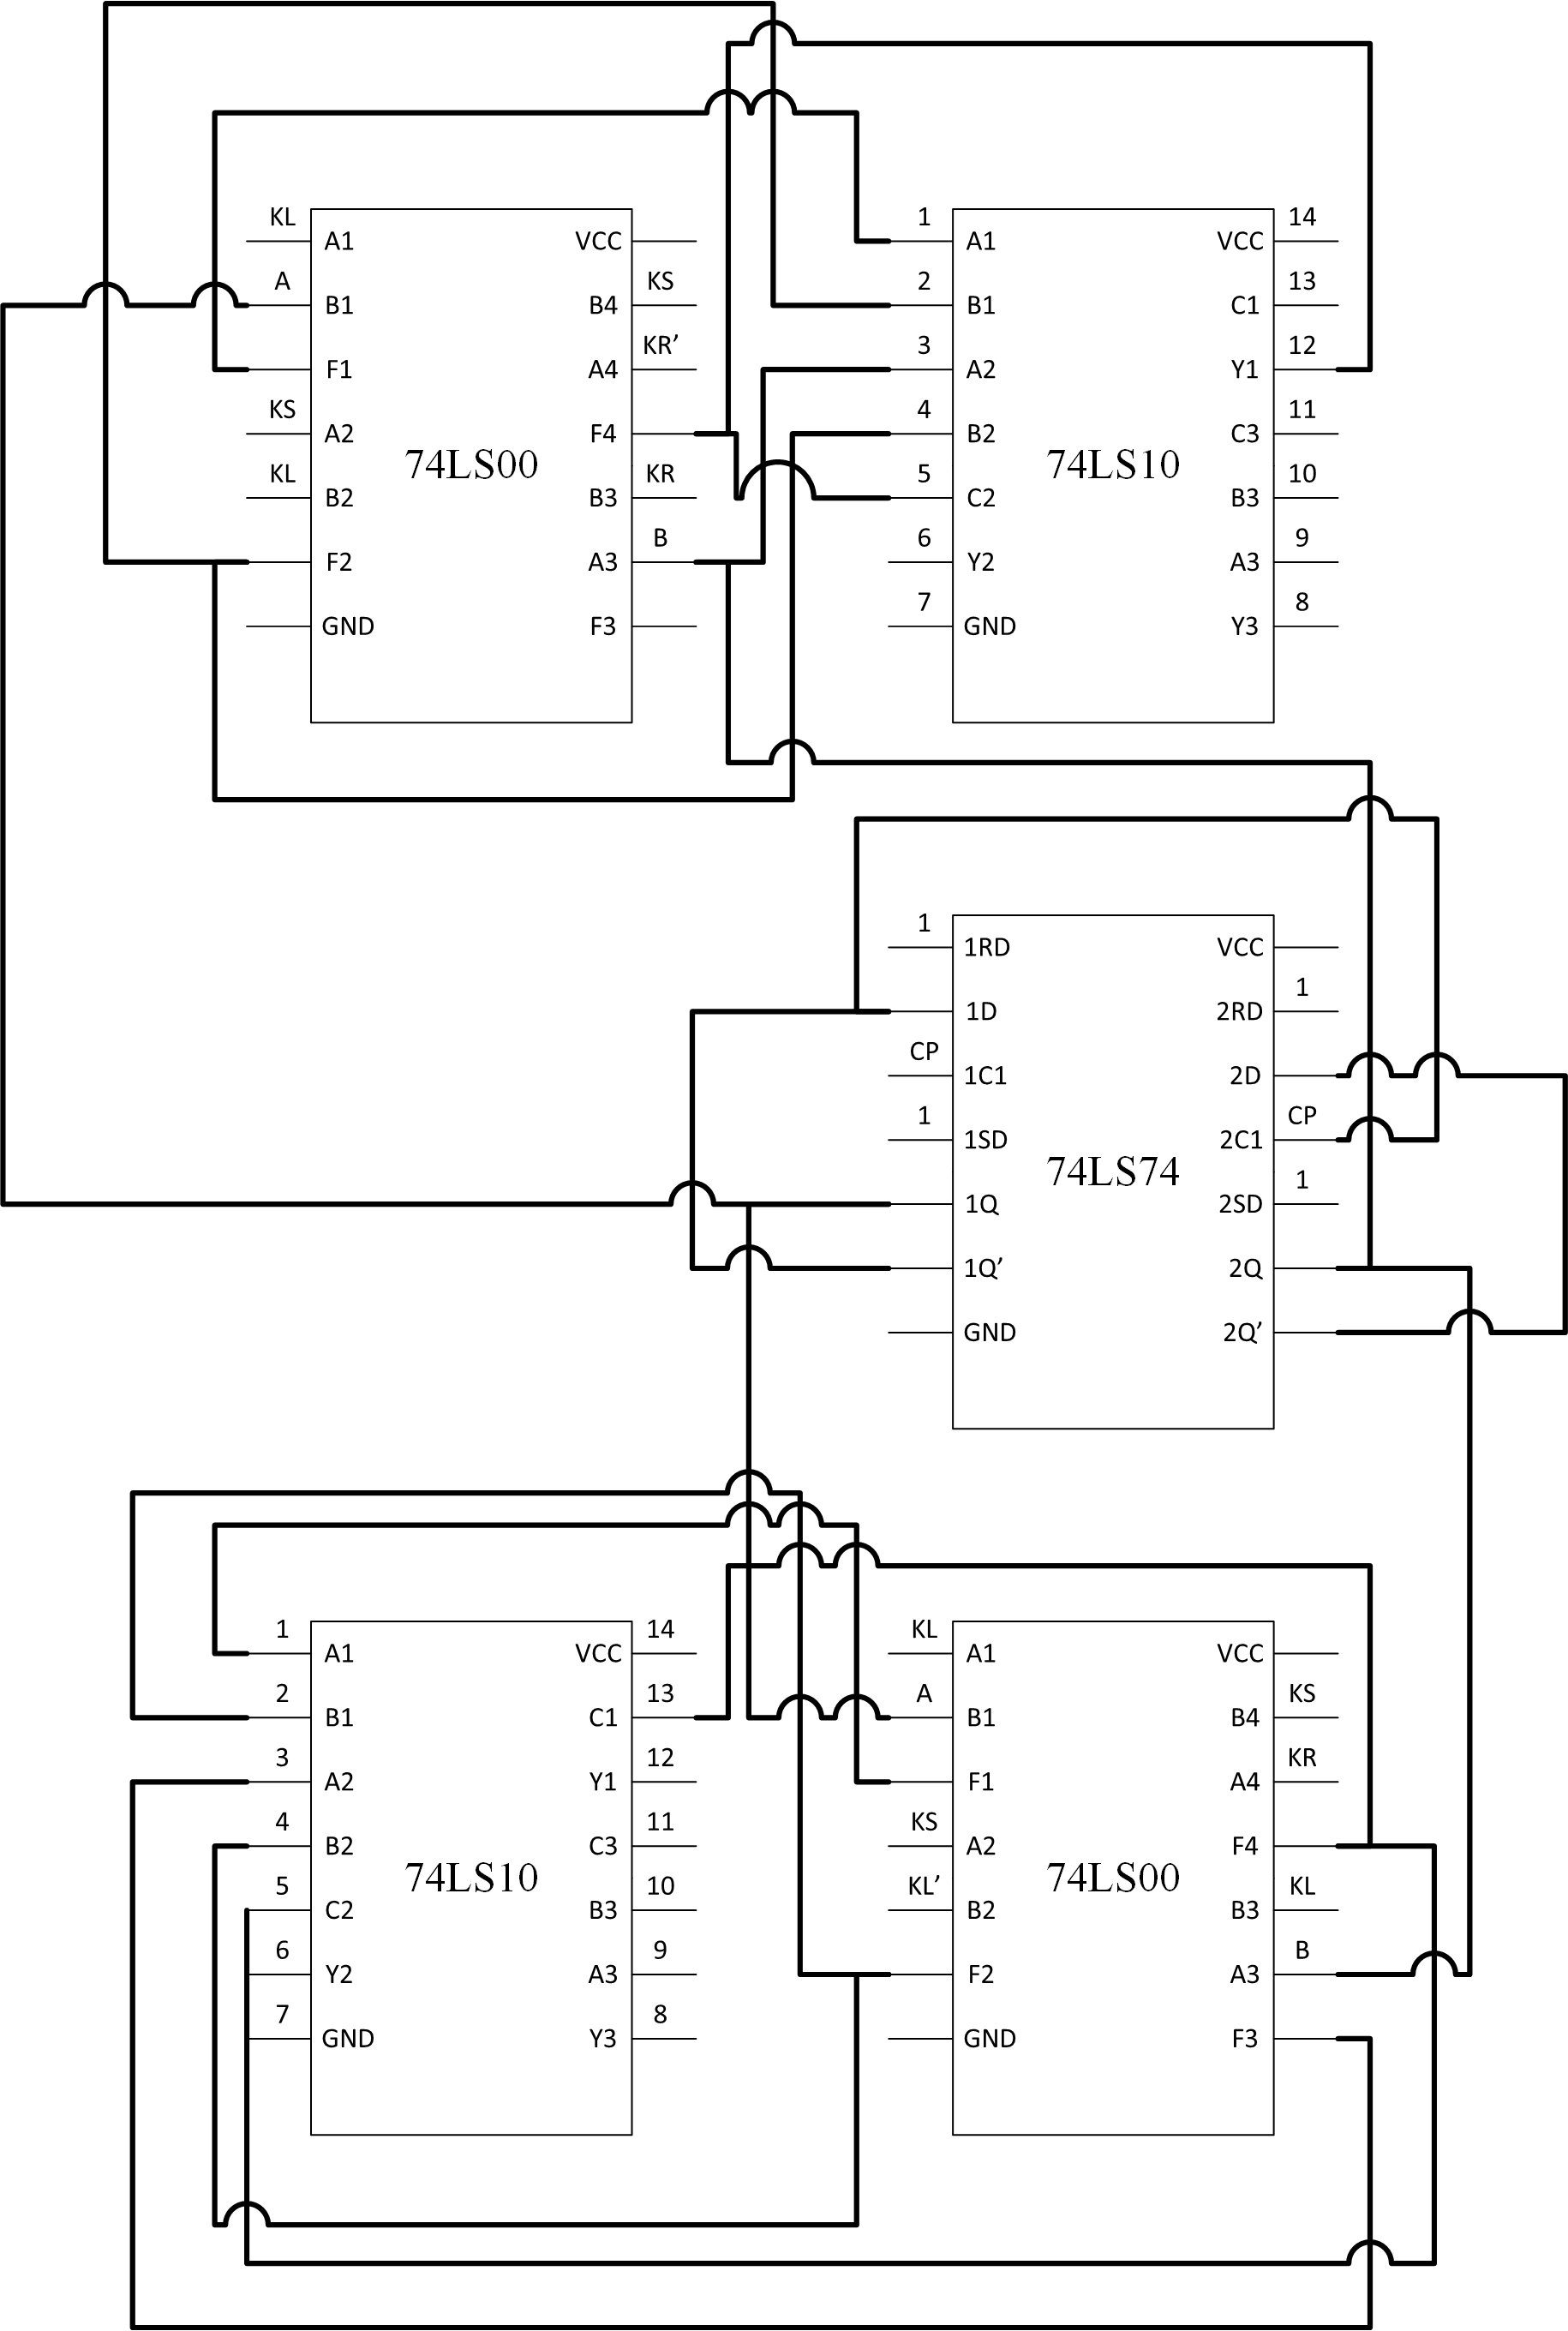 KL
A1
VCC
A
B1
B4
KS
F1
A4
KR’
KS
A2
F4
KL
B2
B3
KR
F2
A3
B
GND
F3
74LS00
1
A1
VCC
14
2
B1
C1
13
3
A2
Y1
12
4
B2
C3
11
5
C2
B3
10
6
Y2
A3
9
7
GND
Y3
8
74LS10
1
1RD
VCC
1D
2RD
1
CP
1C1
2D
1
1SD
2C1
CP
1Q
2SD
1
1Q’
2Q
GND
2Q’
74LS74
1
A1
VCC
14
2
B1
C1
13
3
A2
Y1
12
4
B2
C3
11
5
C2
B3
10
6
Y2
A3
9
7
GND
Y3
8
74LS10
KL
A1
VCC
A
B1
B4
KS
F1
A4
KR
KS
A2
F4
KL’
B2
B3
KL
F2
A3
B
GND
F3
74LS00